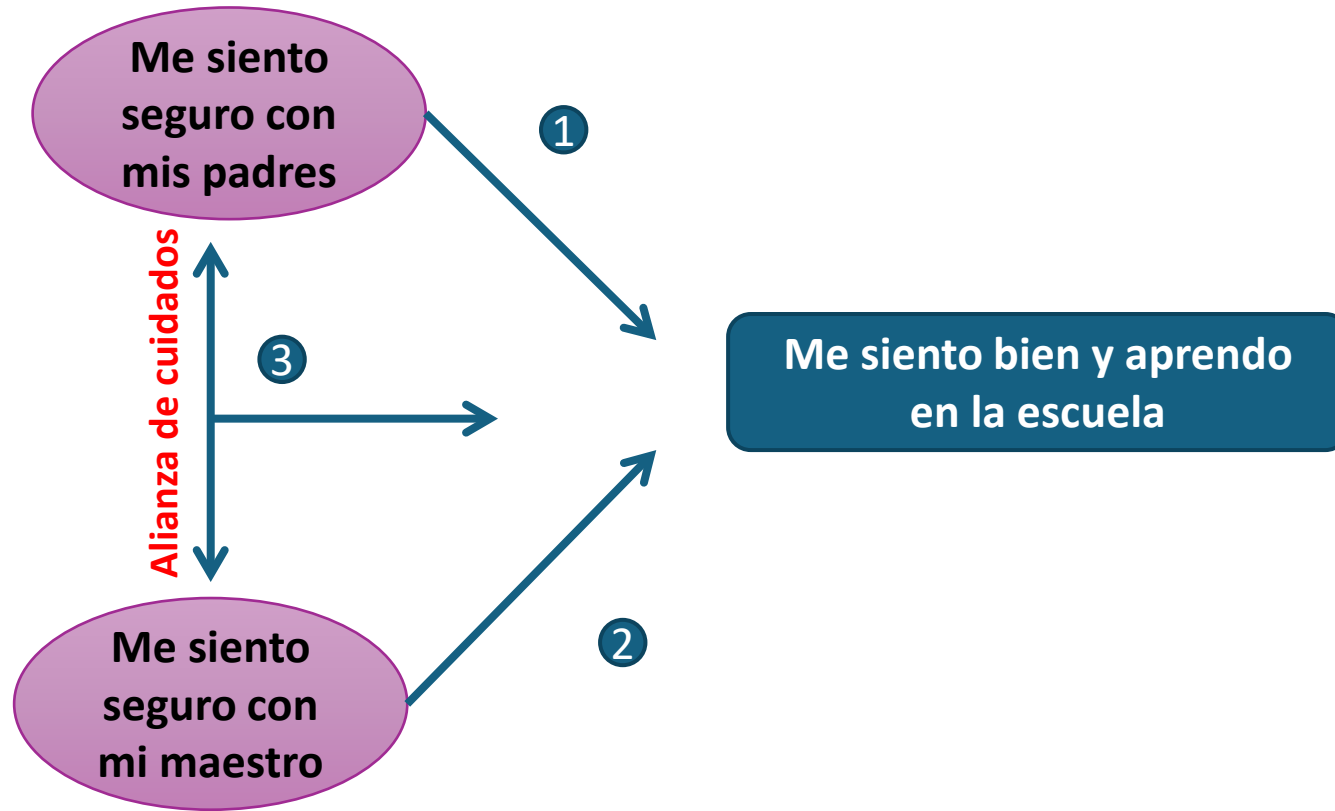 Me siento
seguro con
mis padres
1
Alianza de cuidados
3
Me siento bien y aprendo
en la escuela
2
Me siento
seguro con
mi maestro